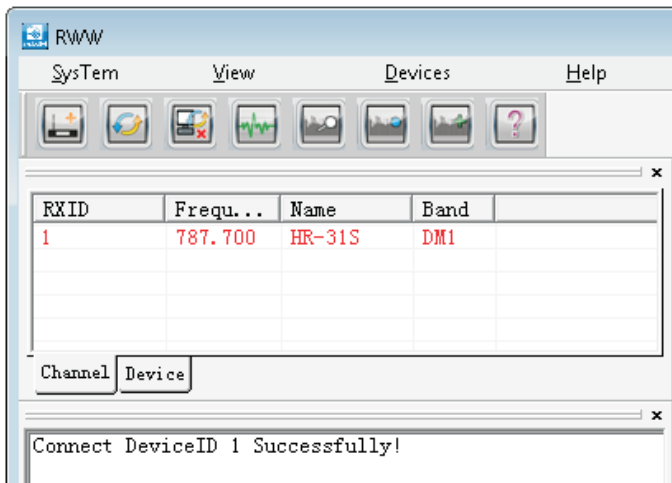 RWW
SysTem View Devices Help
RXID Frequ... Name Band
1 787.700 HR-31S DM1
Channel Device
Connect DeviceID 1 Successfully!